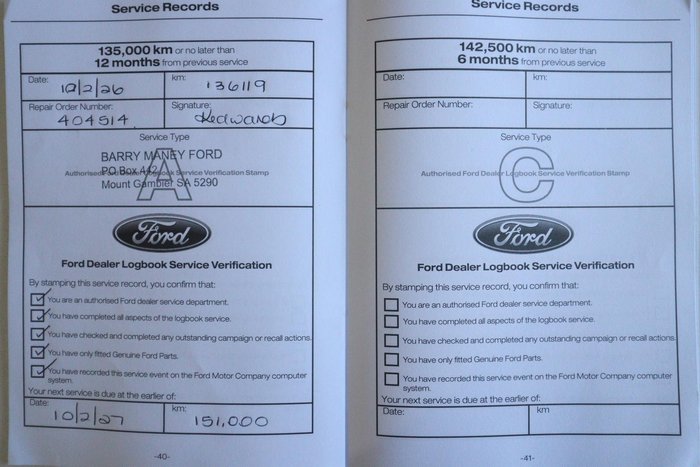 Service Records
135,000 km or no later than
12 months from previous service
Date: 10/2/26 km: 136119
Repair Order Number: 404514 Signature: Kedwards
Service Type
A
BARRY MANEY FORD
Authorised Logbook Service Verification Stamp
PO Box
Mount Gambier SA 5290
Ford
Ford Dealer Logbook Service Verification
By stamping this service record, you confirm that:
You are an authorised Ford dealer service department.
You have completed all aspects of the logbook service.
You have checked and completed any outstanding campaign or recall actions.
You have only fitted Genuine Ford Parts.
You have recorded this service event on the Ford Motor Company computer
system.
Your next service is due at the earlier of:
Date: 10/2/27 km: 151,000
-40-
Service Records
142,500 km or no later than
6 months from previous service
Date: km:
Repair Order Number: Signature:
Service Type
C
Authorised Ford Dealer Logbook Service Verification Stamp
Ford
Ford Dealer Logbook Service Verification
By stamping this service record, you confirm that:
You are an authorised Ford dealer service department.
You have completed all aspects of the logbook service.
You have checked and completed any outstanding campaign or recall actions.
You have only fitted Genuine Ford Parts.
You have recorded this service event on the Ford Motor Company computer
system.
Your next service is due at the earlier of:
Date: km
-41-